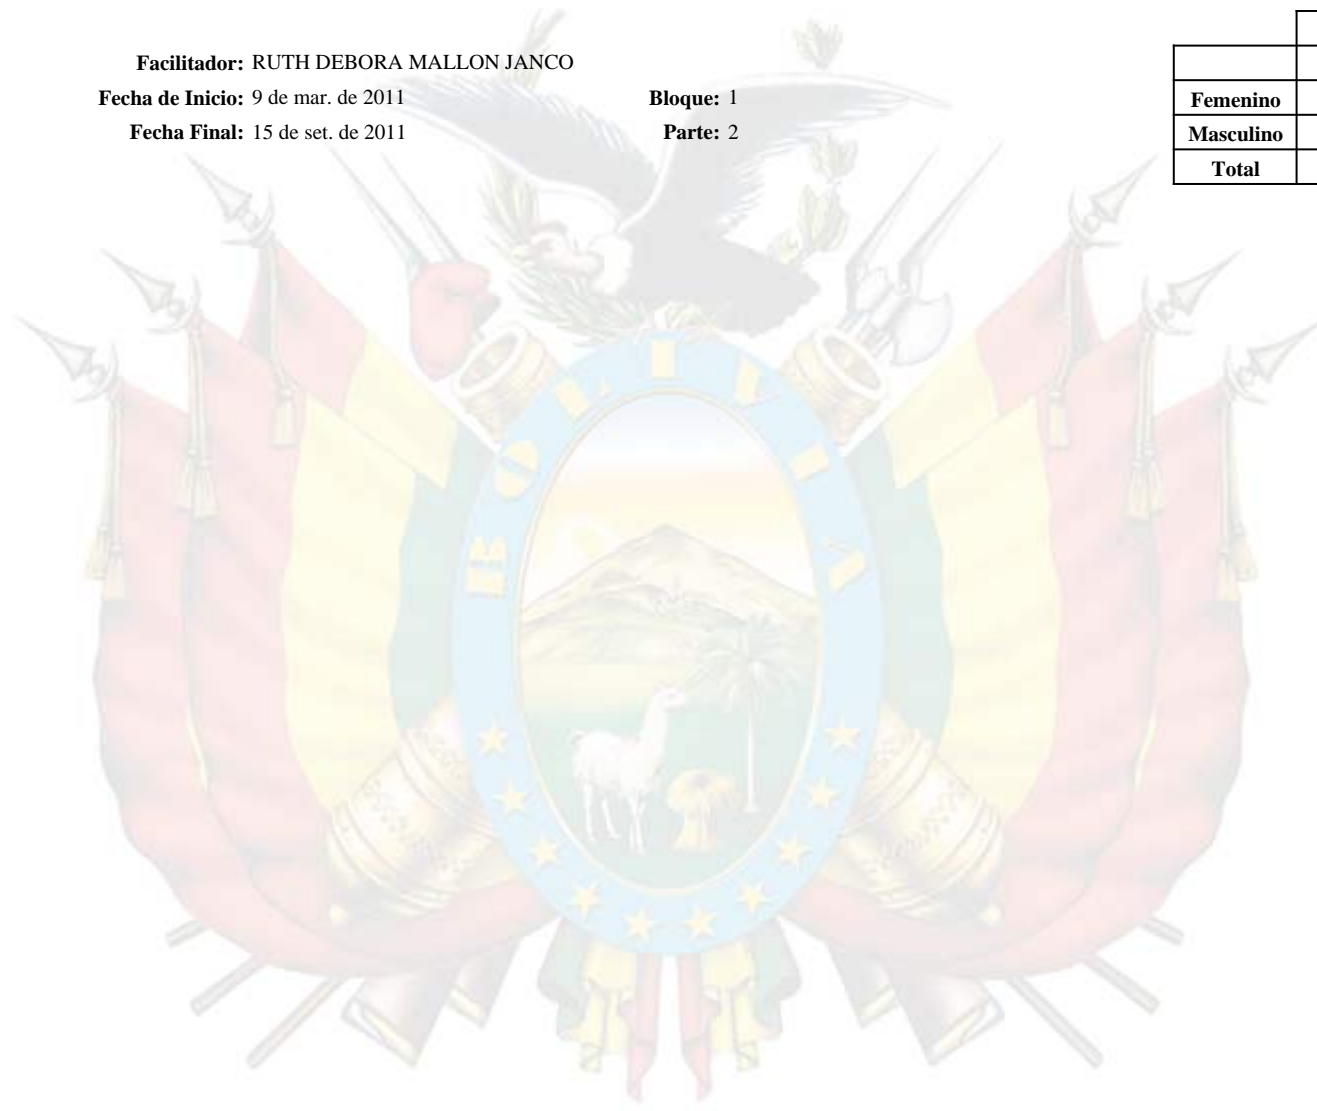 Facilitador: RUTH DEBORA MALLON JANCO
Fecha de Inicio: 9 de mar. de 2011 Bloque: 1
Fecha Final: 15 de set. de 2011 Parte: 2
Femenino
Masculino
Total
BOLIVIA